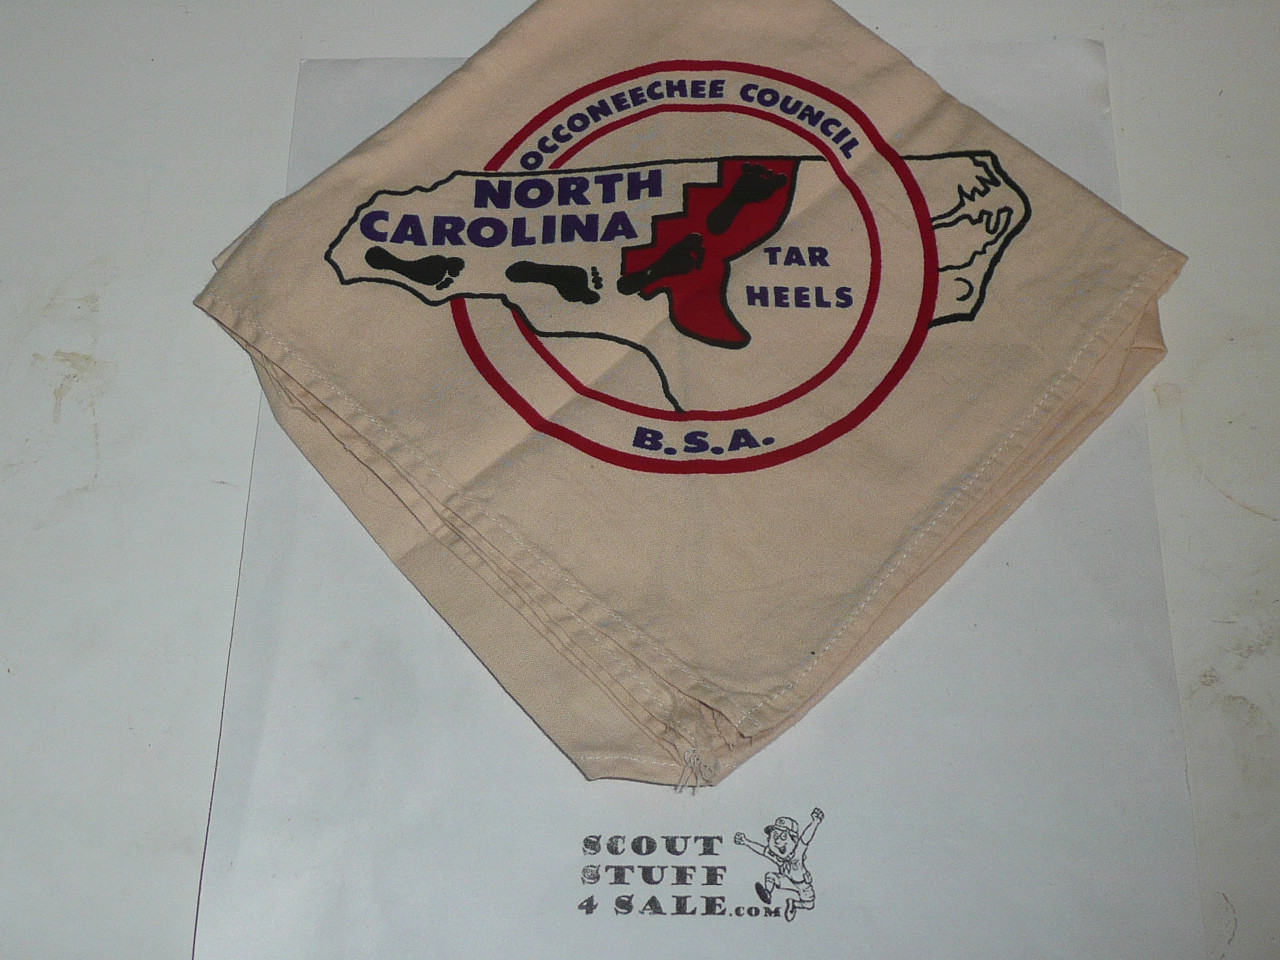 OCCONEECHEE COUNCIL
NORTH
CAROLINA
TAR
HEELS
B.S.A.
SCOUT
STUFF
4 SALE.COM